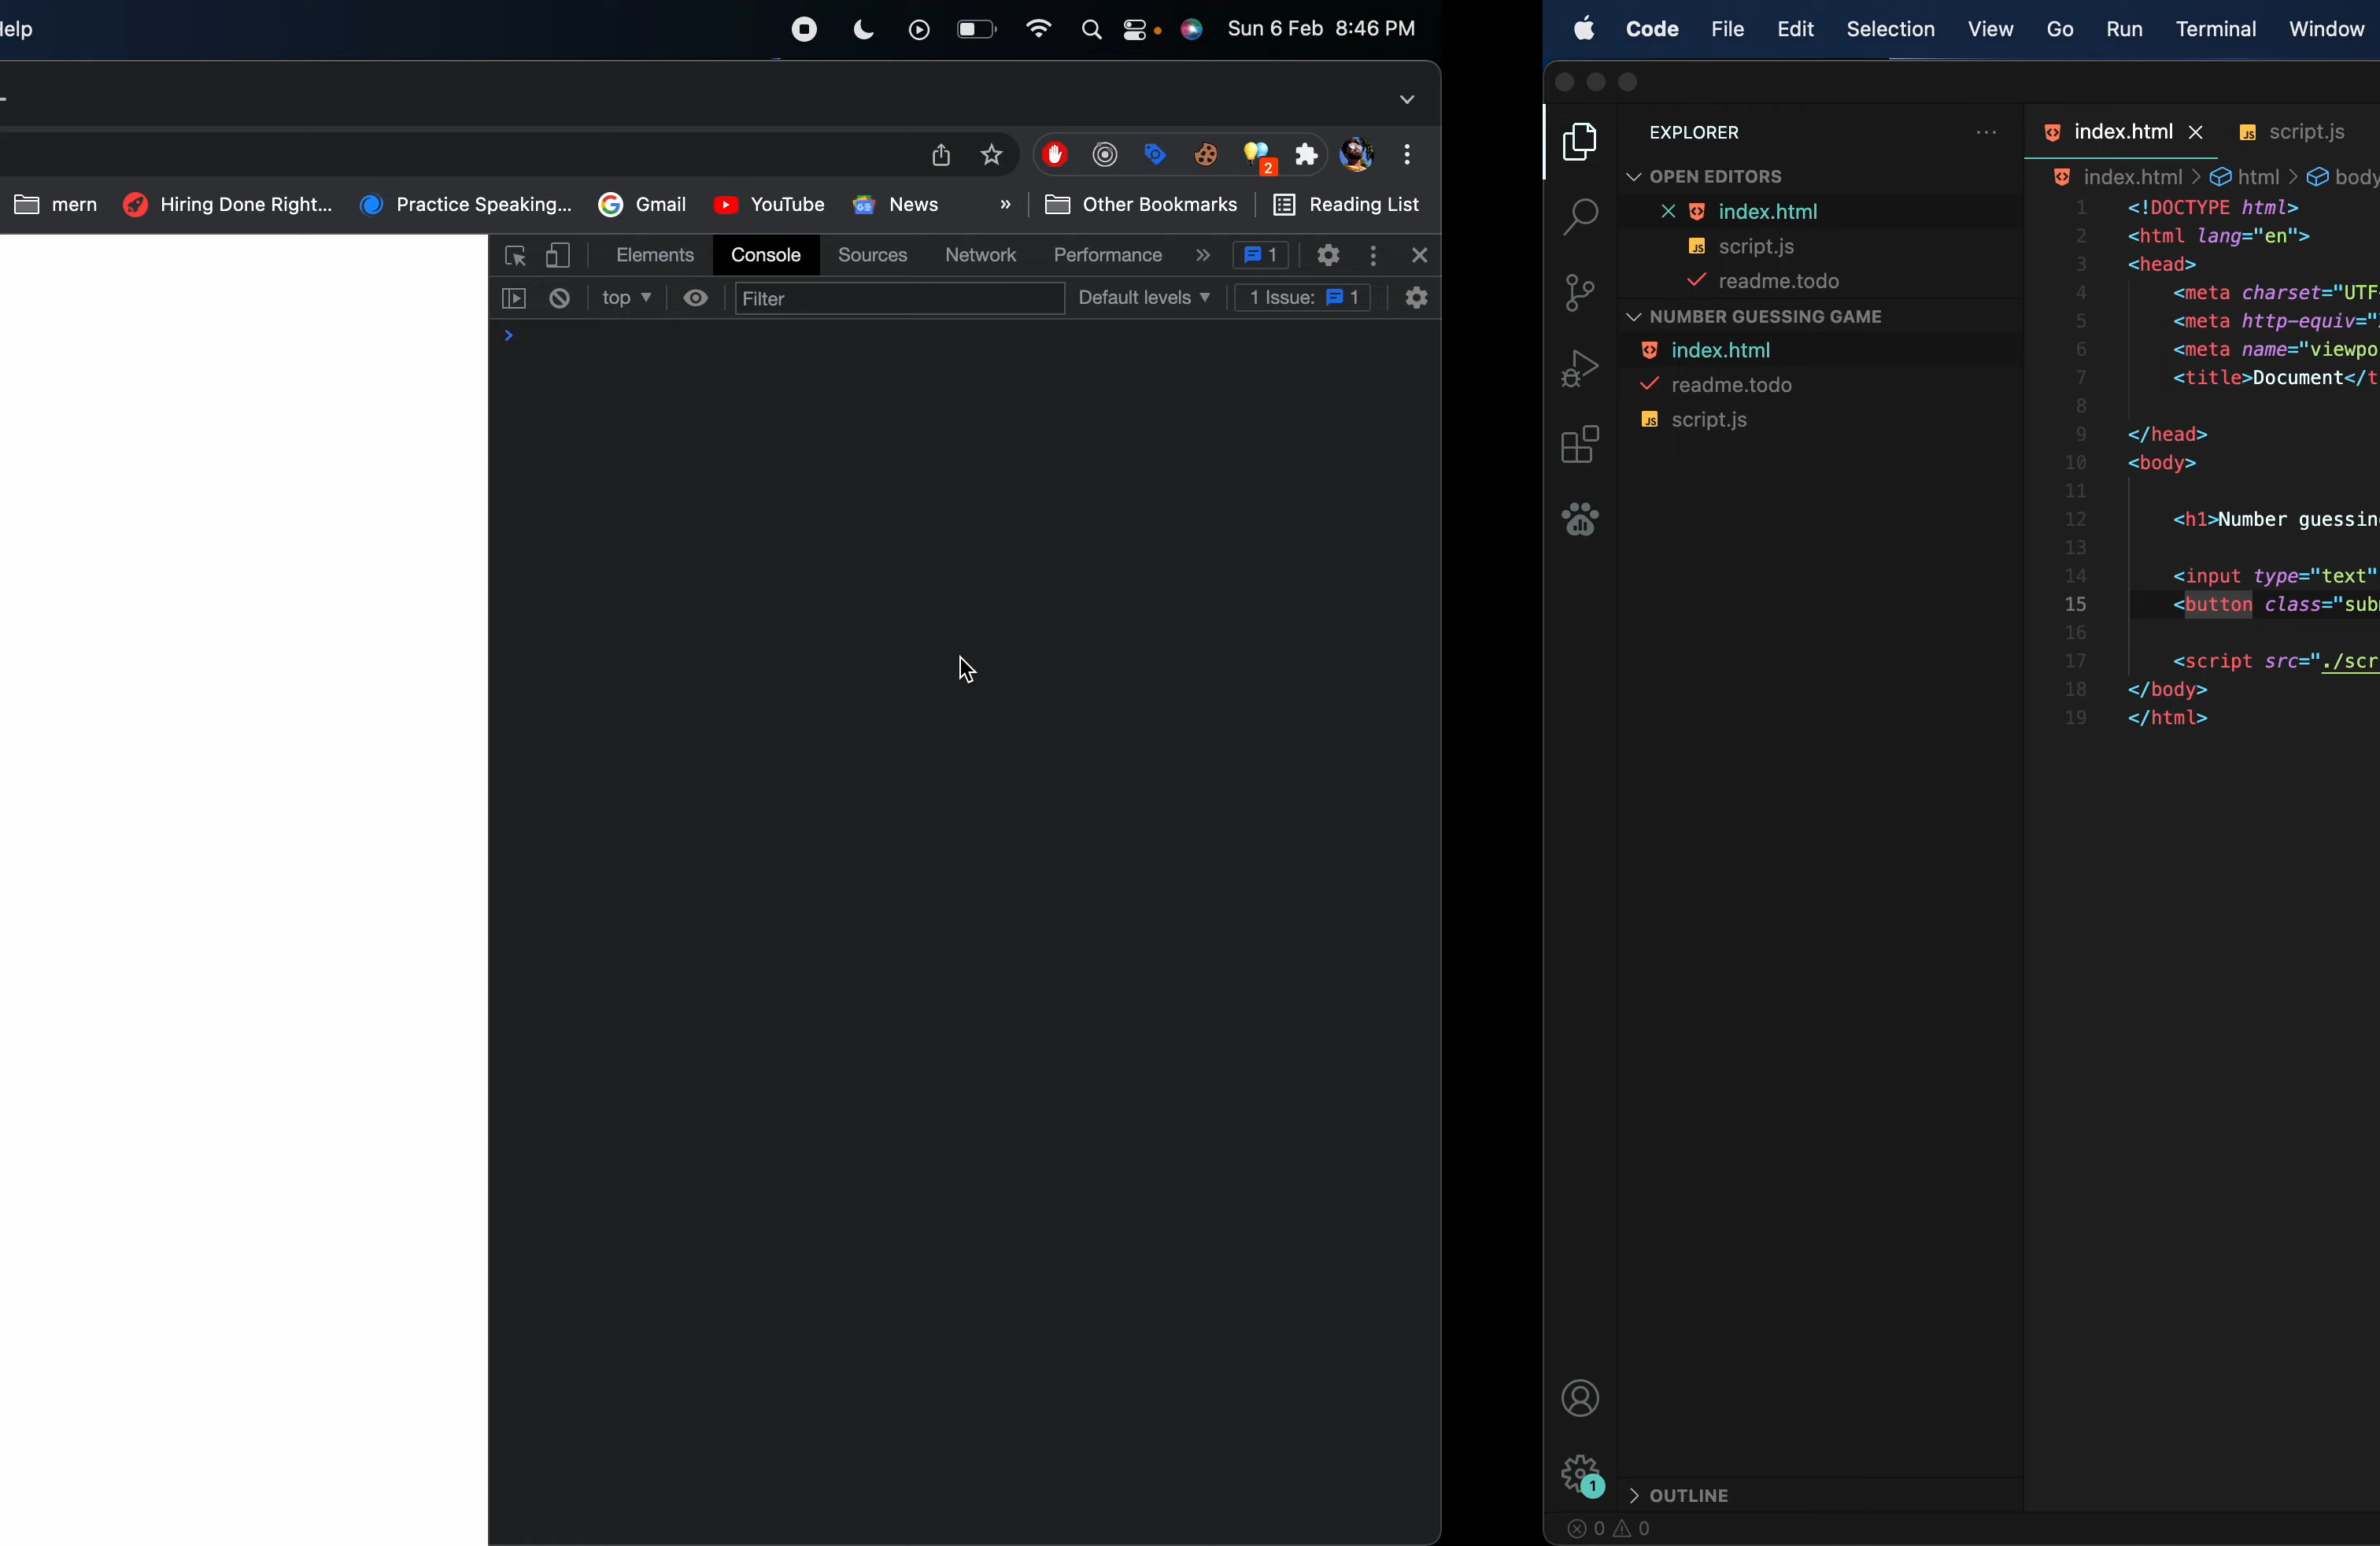 Help
Sun 6 Feb 8:46 PM
2
mern
Hiring Done Right...
Practice Speaking...
Gmail
YouTube
News
»
Other Bookmarks
Reading List
Elements
Console
Sources
Network
Performance
»
1
top
Filter
Default levels
1 Issue:
1
>
Code File Edit Selection View Go Run Terminal Window
EXPLORER
OPEN EDITORS
index.html
JS script.js
readme.todo
NUMBER GUESSING GAME
index.html
readme.todo
JS script.js
1
OUTLINE
0 0
index.html
JS script.js
index.html > html > body
1 <!DOCTYPE html>
2 <html lang="en">
3 <head>
4 <meta charset="UTF-
5 <meta http-equiv="
6 <meta name="viewpo
7 <title>Document</t
8
9 </head>
10 <body>
11
12 <h1>Number guessin
13
14 <input type="text"
15 <button class="sub
16
17 <script src="./scr
18 </body>
19 </html>